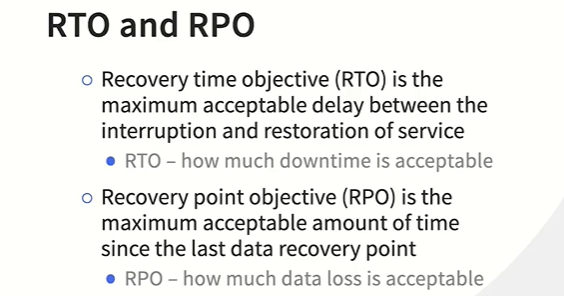 RTO and RPO
Recovery time objective (RTO) is the
maximum acceptable delay between the
interruption and restoration of service
RTO – how much downtime is acceptable
Recovery point objective (RPO) is the
maximum acceptable amount of time
since the last data recovery point
RPO – how much data loss is acceptable